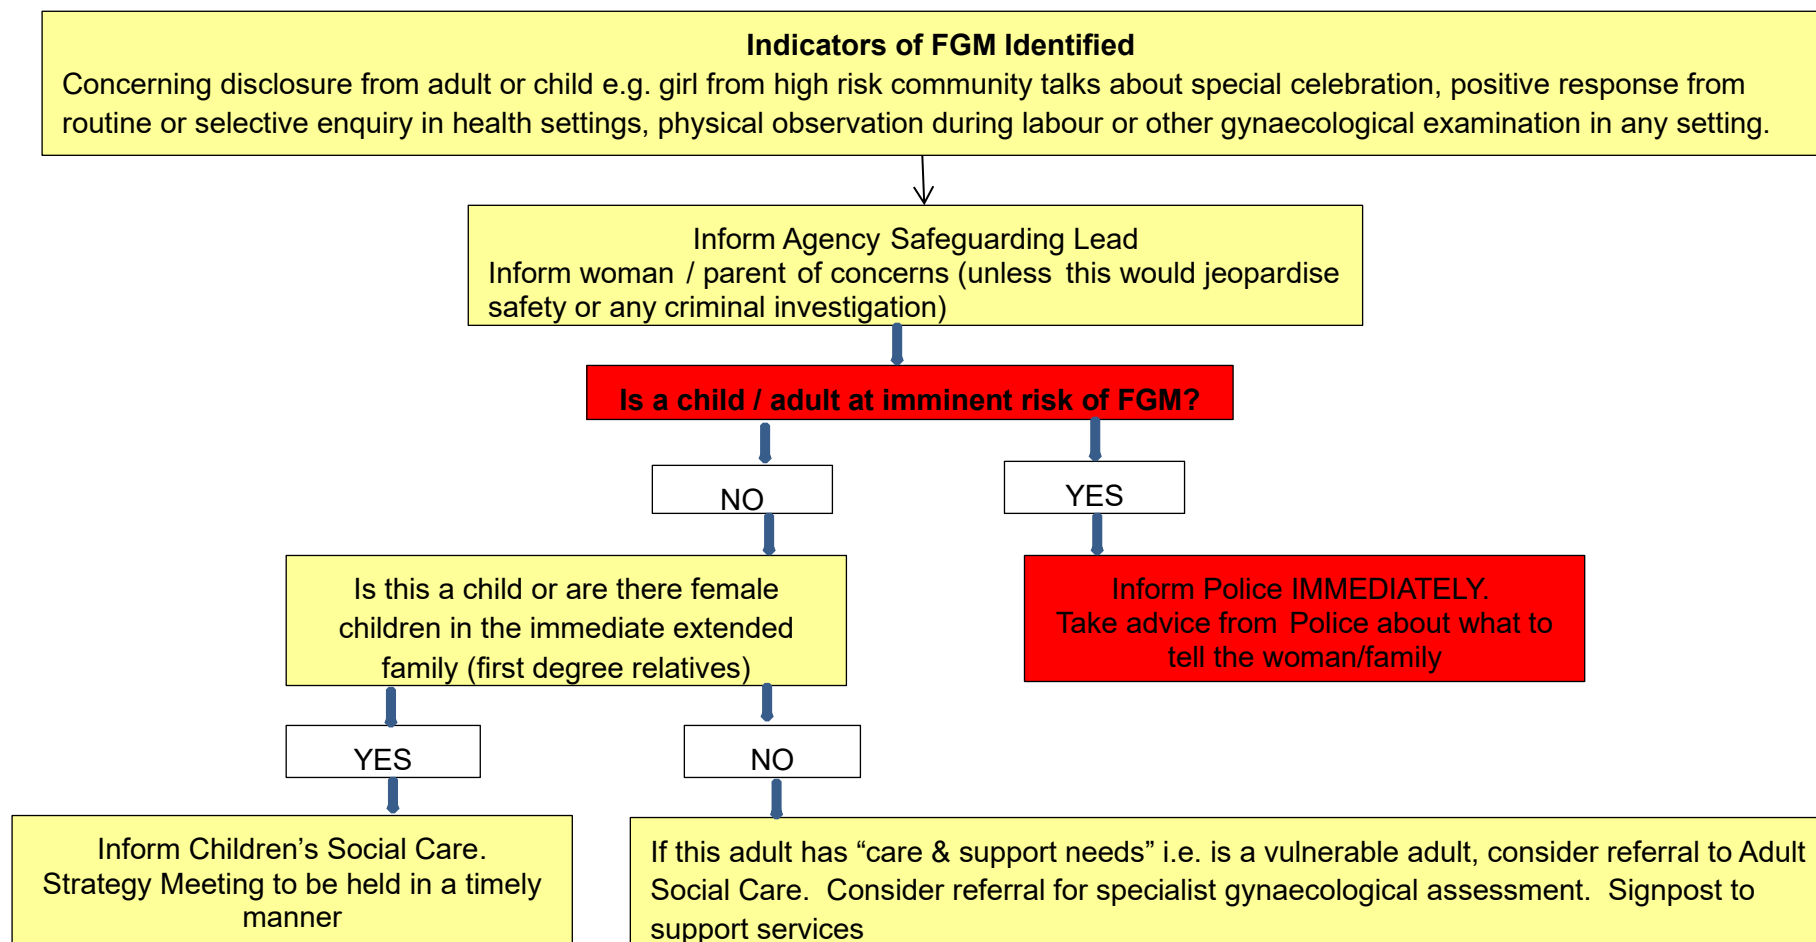 Indicators of FGM Identified
Concerning disclosure from adult or child e.g. girl from high risk community talks about special celebration, positive response from
routine or selective enquiry in health settings, physical observation during labour or other gynaecological examination in any setting.
Inform Agency Safeguarding Lead
Inform woman / parent of concerns (unless this would jeopardise
safety or any criminal investigation)
Is a child / adult at imminent risk of FGM?
NO
YES
Is this a child or are there female
children in the immediate extended
family (first degree relatives)
Inform Police IMMEDIATELY.
Take advice from Police about what to
tell the woman/family
YES
NO
Inform Children’s Social Care.
Strategy Meeting to be held in a timely
manner
If this adult has “care & support needs” i.e. is a vulnerable adult, consider referral to Adult
Social Care. Consider referral for specialist gynaecological assessment. Signpost to
support services